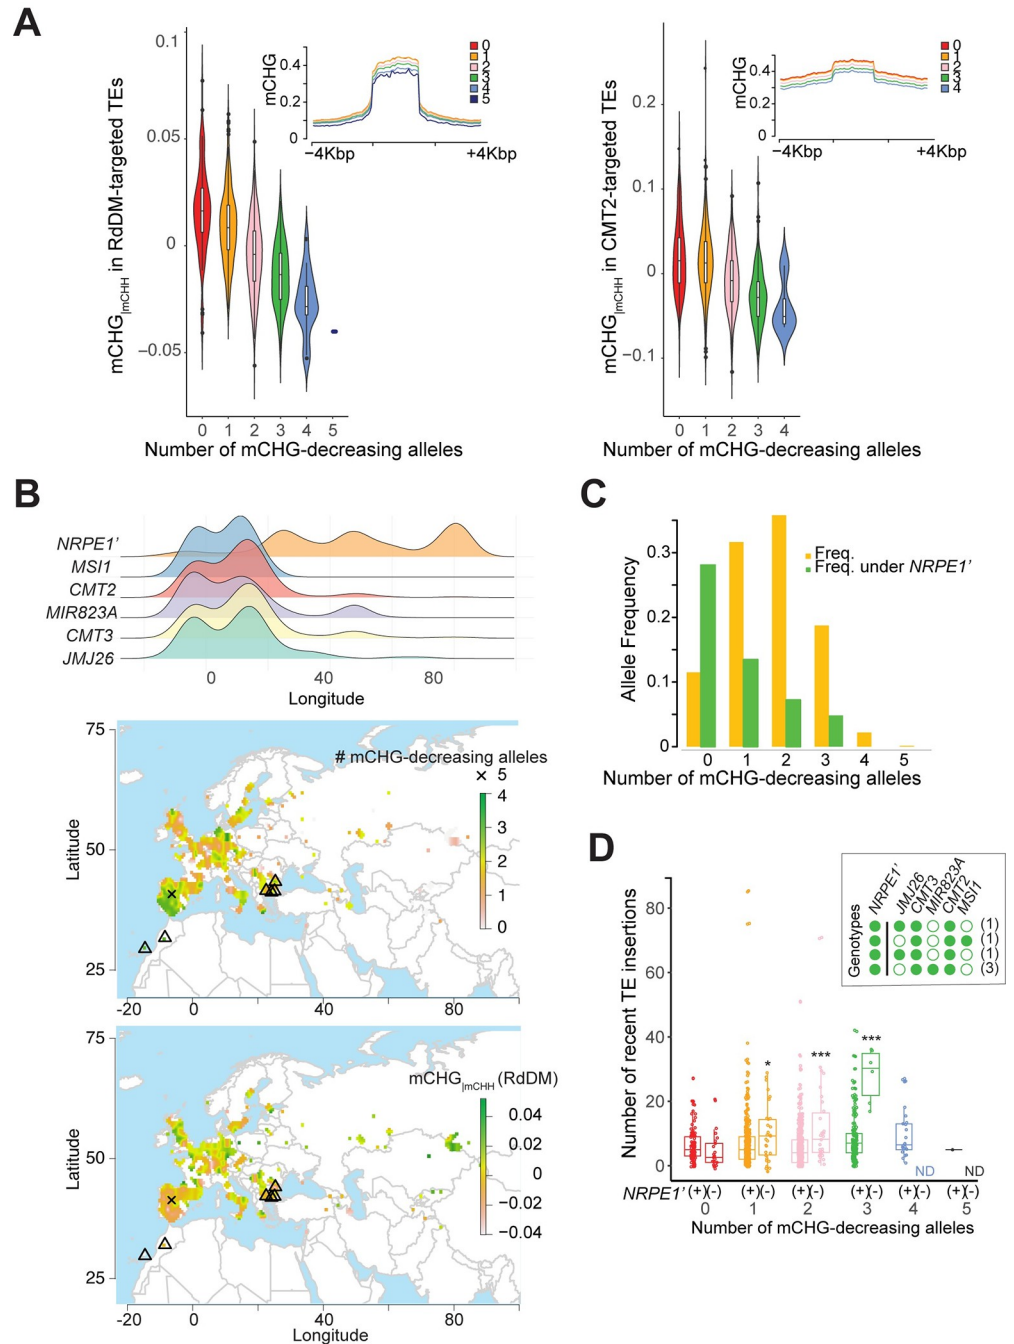 A
mCHG|mCHH in RdDM-targeted TEs
0.1
0.05
0
−0.05
0 1 2 3 4 5
Number of mCHG-decreasing alleles
mCHG
0.4
0.2
0
−4Kbp +4Kbp
0
1
2
3
4
5
mCHG|mCHH in CMT2-targeted TEs
0.2
0.1
0
−0.1
0 1 2 3 4
Number of mCHG-decreasing alleles
mCHG
0.4
0.2
0
−4Kbp +4Kbp
0
1
2
3
4
B
NRPE1’
MSI1
CMT2
MIR823A
CMT3
JMJ26
0 40 80
Longitude
Latitude
75
50
25
-20 0 40 80
# mCHG-decreasing alleles
× 5
4
3
2
1
0
Latitude
75
50
25
-20 0 40 80
Longitude
mCHG|mCHH (RdDM)
0.04
0.02
0
−0.02
−0.04
C
Allele Frequency
0.3
0.2
0.1
0
0 1 2 3 4 5
Number of mCHG-decreasing alleles
Freq.
Freq. under NRPE1’
D
Number of recent TE insertions
80
60
40
20
0
* *** ***
ND ND
NRPE1’ (+)(-) (+)(-) (+)(-) (+)(-) (+)(-) (+)(-)
0 1 2 3 4 5
Number of mCHG-decreasing alleles
Genotypes
NRPE1’ JMJ26 CMT3 MIR823A CMT2 MSI1
(1)
(1)
(1)
(3)